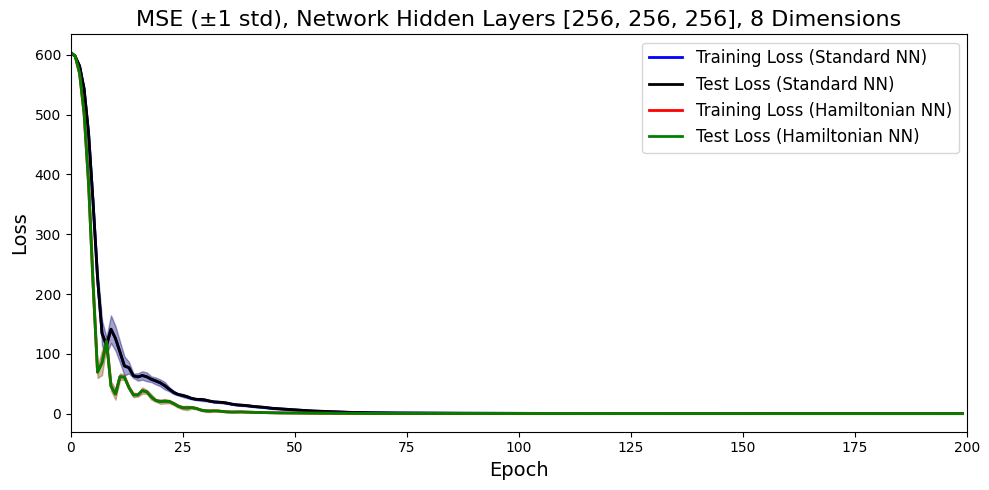 MSE (±1 std), Network Hidden Layers [256, 256, 256], 8 Dimensions
Training Loss (Standard NN)
Test Loss (Standard NN)
Training Loss (Hamiltonian NN)
Test Loss (Hamiltonian NN)
Loss
600
500
400
300
200
100
0
0 25 50 75 100 125 150 175 200
Epoch